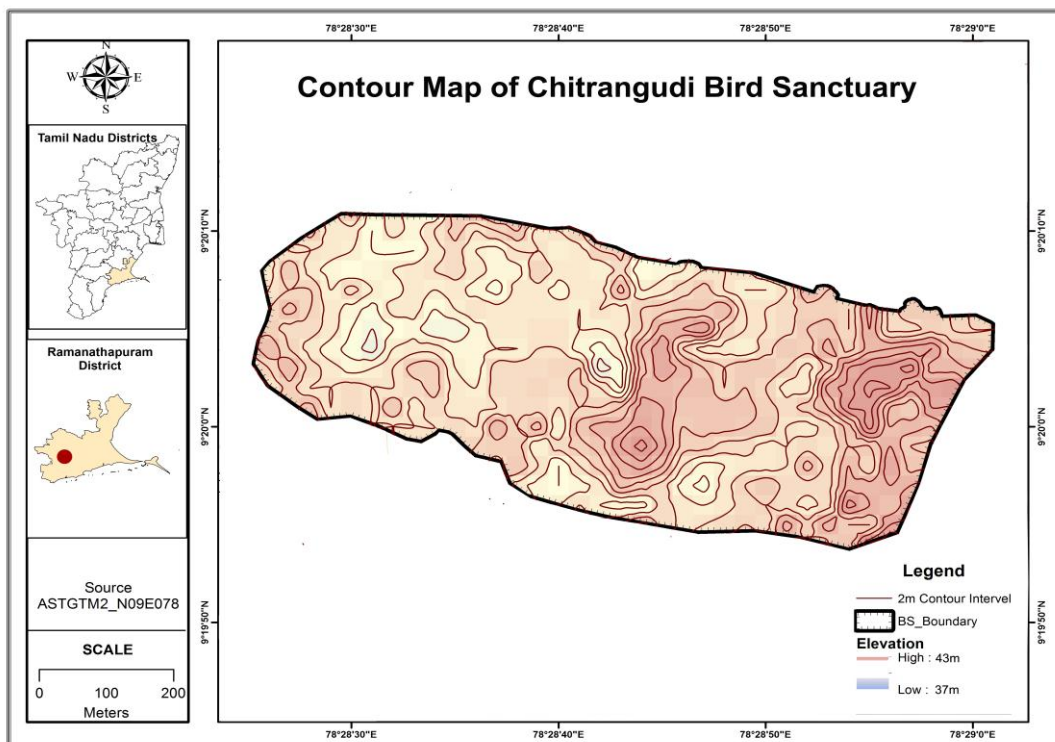 78°28'30"E
78°28'40"E
78°28'50"E
78°29'0"E
N
W
E
S
Contour Map of Chitrangudi Bird Sanctuary
Tamil Nadu Districts
9°20'10"N
9°20'10"N
Ramanathapuram
District
9°20'0"N
9°20'0"N
Source
ASTGTM2_N09E078
Legend
2m Contour Intervel
BS_Boundary
Elevation
High : 43m
Low : 37m
9°19'50"N
9°19'50"N
SCALE
0 100 200
Meters
78°28'30"E
78°28'40"E
78°28'50"E
78°29'0"E